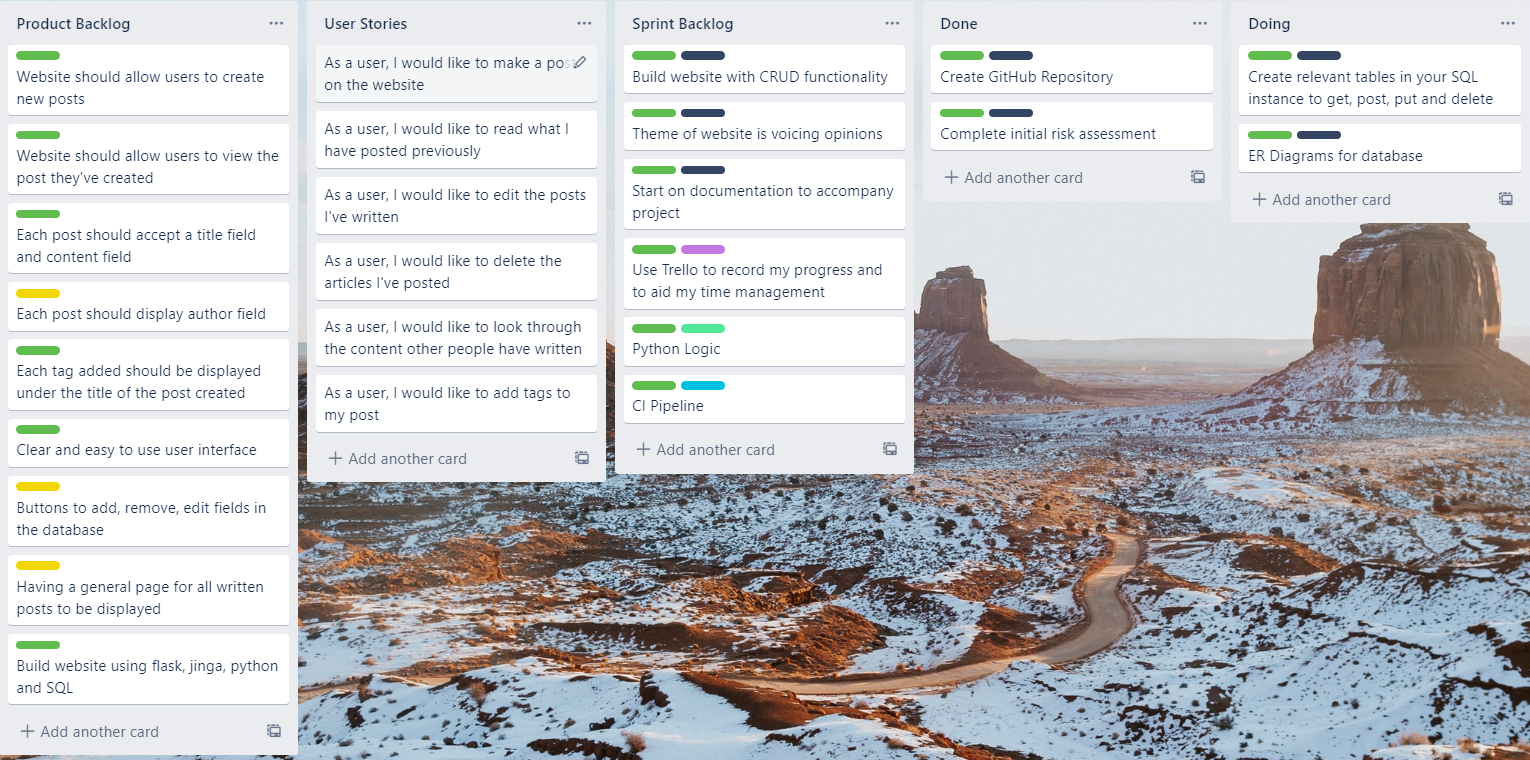 Product Backlog
Website should allow users to create
new posts
Website should allow users to view the
post they've created
Each post should accept a title field
and content field
Each post should display author field
Each tag added should be displayed
under the title of the post created
Clear and easy to use user interface
Buttons to add, remove, edit fields in
the database
Having a general page for all written
posts to be displayed
Build website using flask, jinga, python
and SQL
Add another card
User Stories
As a user, I would like to make a post
on the website
As a user, I would like to read what I
have posted previously
As a user, I would like to edit the posts
I've written
As a user, I would like to delete the
articles I've posted
As a user, I would like to look through
the content other people have written
As a user, I would like to add tags to
my post
Add another card
Sprint Backlog
Build website with CRUD functionality
Theme of website is voicing opinions
Start on documentation to accompany
project
Use Trello to record my progress and
to aid my time management
Python Logic
CI Pipeline
Add another card
Done
Create GitHub Repository
Complete initial risk assessment
Add another card
Doing
Create relevant tables in your SQL
instance to get, post, put and delete
ER Diagrams for database
Add another card